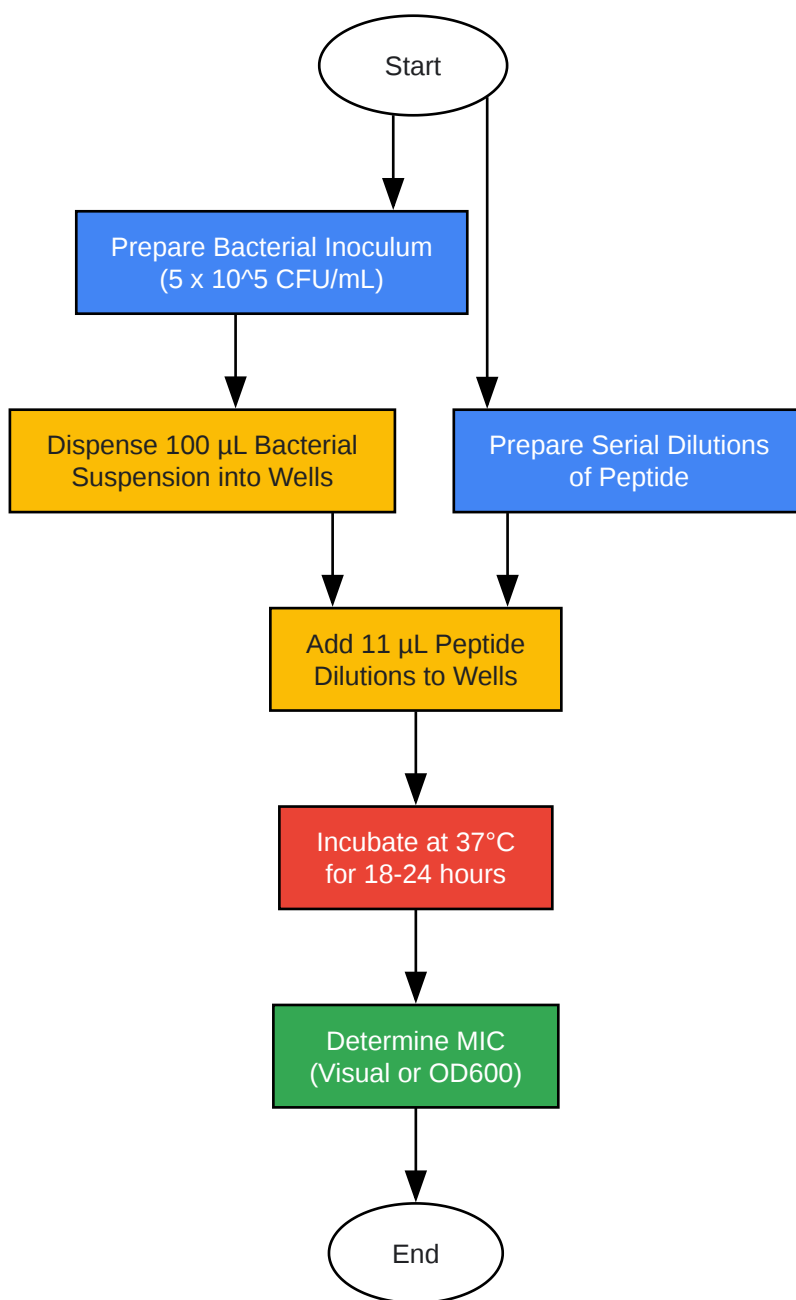 Start
Prepare Bacterial Inoculum
(5 x 10^5 CFU/mL)
Dispense 100 µL Bacterial
Suspension into Wells
Prepare Serial Dilutions
of Peptide
Add 11 µL Peptide
Dilutions to Wells
Incubate at 37°C
for 18-24 hours
Determine MIC
(Visual or OD600)
End